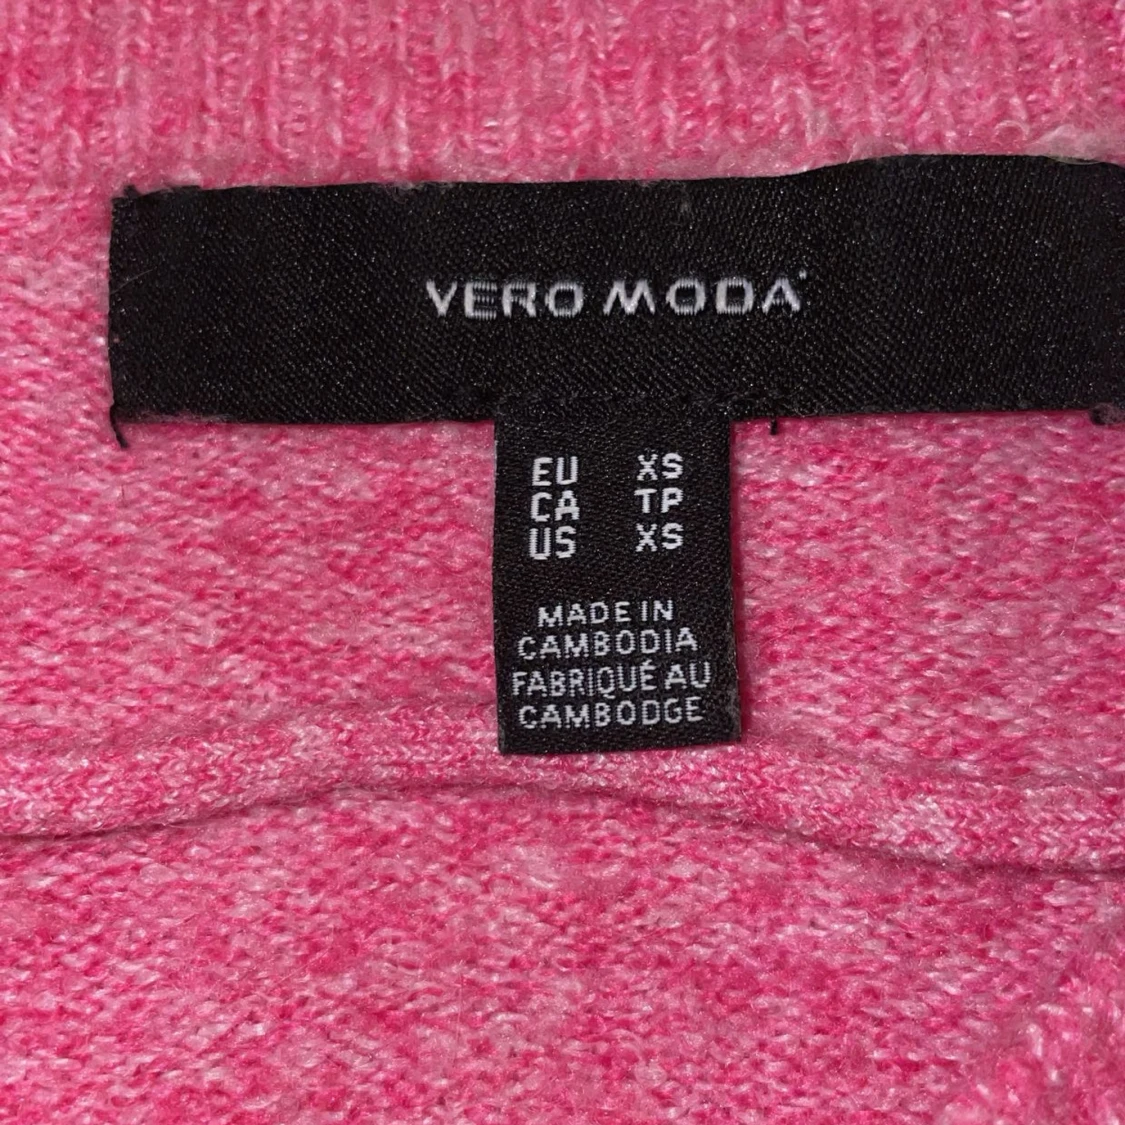 VERO MODA
EU XS
CA TP
US XS
MADE IN
CAMBODIA
FABRIQUÉ AU
CAMBODGE